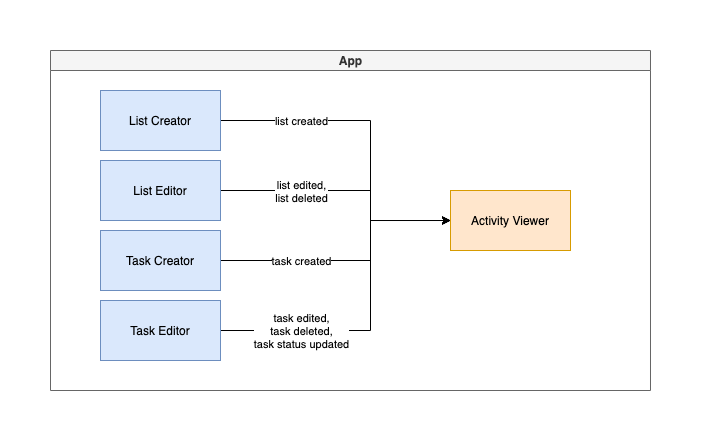 App
List Creator
list created
List Editor
list edited,
list deleted
Activity Viewer
Task Creator
task created
Task Editor
task edited,
task deleted,
task status updated